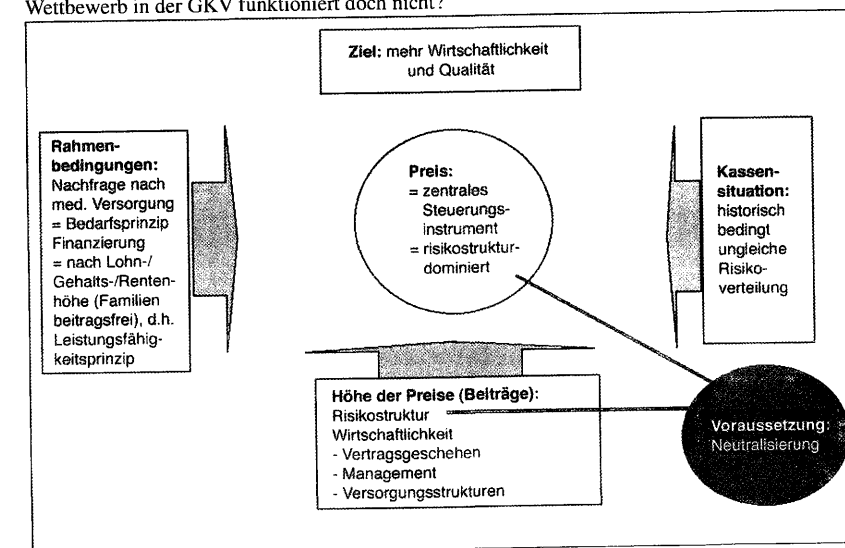 Wettbewerb in der GKV funktioniert doch nicht?
Ziel: mehr Wirtschaftlichkeit
und Qualität
Rahmen-
bedingungen:
Nachfrage nach
med. Versorgung
= Bedarfsprinzip
Finanzierung
= nach Lohn-/
Gehalts-/Renten-
höhe (Familien
beitragsfrei), d.h.
Leistungsfähig-
keitsprinzip
Preis:
= zentrales
Steuerungs-
instrument
= risikostruktur-
dominiert
Kassen-
situation:
historisch
bedingt
ungleiche
Risiko-
verteilung
Höhe der Preise (Beiträge):
Risikostruktur
Wirtschaftlichkeit
- Vertragsgeschehen
- Management
- Versorgungsstrukturen
Voraussetzung:
Neutralisierung